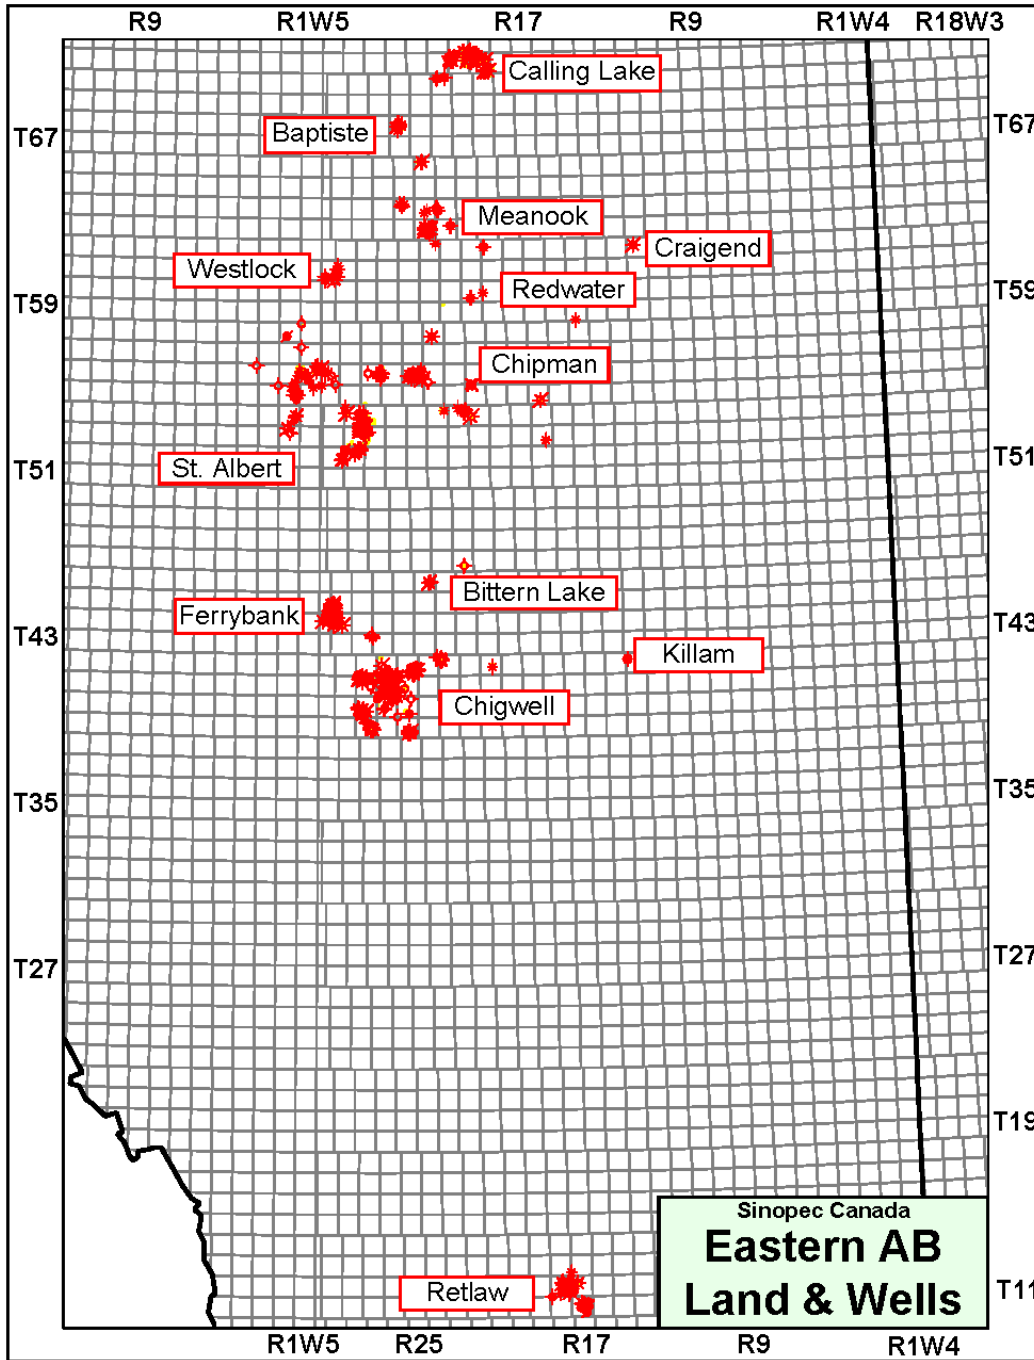 R9 R1W5 R17 R9 R1W4 R18W3
Calling Lake
T67 Baptiste T67
Meanook
Craigend
Westlock
T59 Redwater T59
Chipman
St. Albert T51 T51
Bittern Lake
Ferrybank
T43 T43
Killam
Chigwell
T35 T35
T27 T27
T19
Sinopec Canada
Eastern AB
Land & Wells
Retlaw T11
R1W5 R25 R17 R9 R1W4